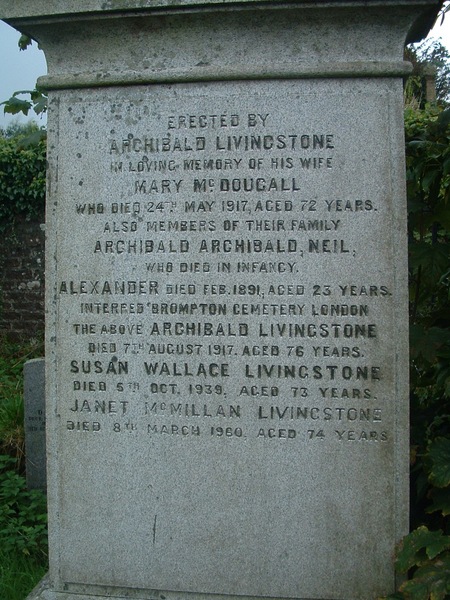 ERECTED BY
ARCHIBALD LIVINGSTONE
IN LOVING MEMORY OF HIS WIFE
MARY McDOUGALL
WHO DIED 24TH MAY 1917, AGED 72 YEARS.
ALSO MEMBERS OF THEIR FAMILY
ARCHIBALD ARCHIBALD, NEIL,
WHO DIED IN INFANCY.
ALEXANDER DIED FEB. 1891, AGED 23 YEARS.
INTERRED BROMPTON CEMETERY LONDON
THE ABOVE ARCHIBALD LIVINGSTONE
DIED 7TH AUGUST 1917. AGED 76 YEARS.
SUSAN WALLACE LIVINGSTONE
DIED 5TH OCT. 1939, AGED 73 YEARS.
JANET McMILLAN LIVINGSTONE
DIED 8TH MARCH 1960. AGED 74 YEARS